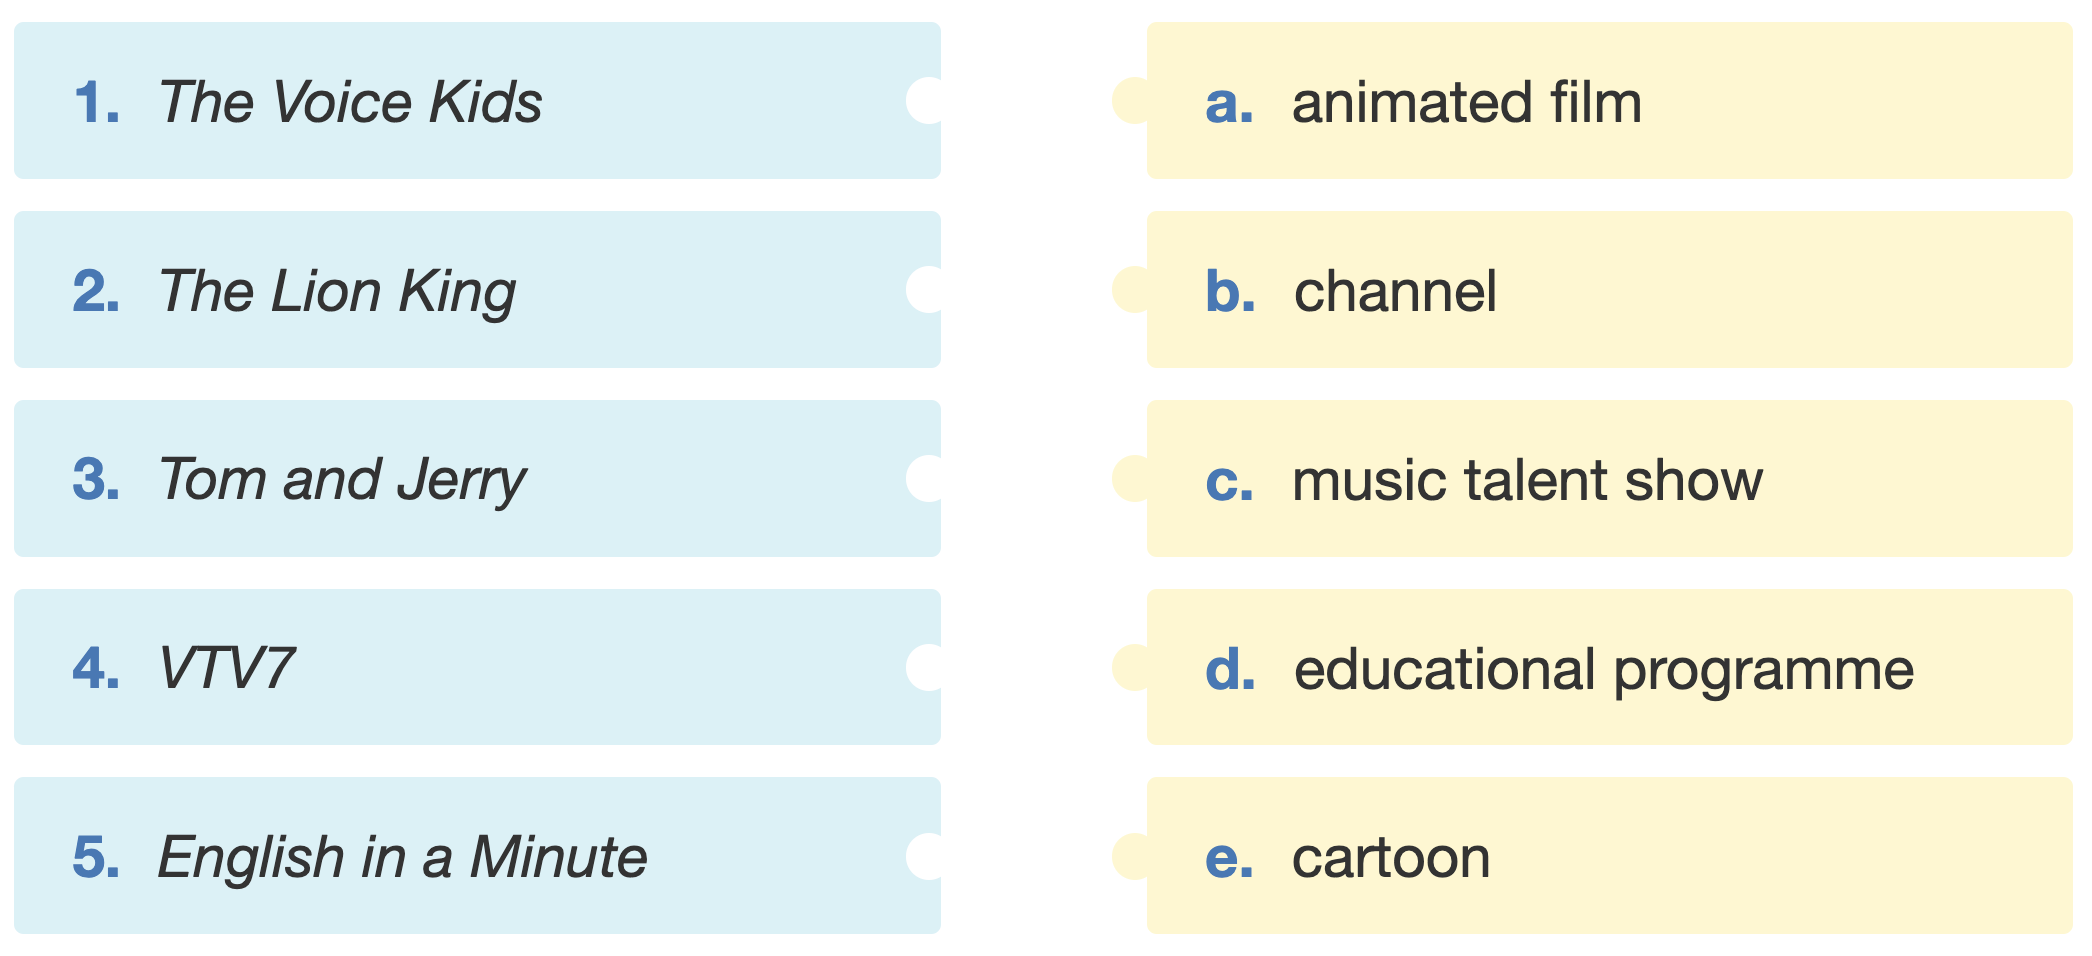 1. The Voice Kids
a. animated film
2. The Lion King
b. channel
3. Tom and Jerry
c. music talent show
4. VTV7
d. educational programme
5. English in a Minute
e. cartoon